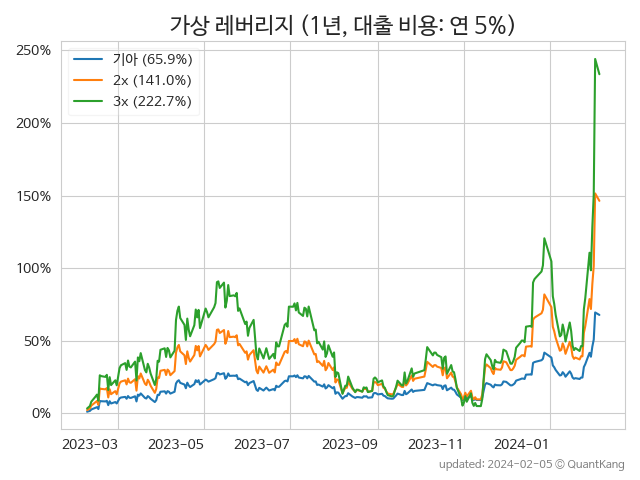 가상 레버리지 (1년, 대출 비용: 연 5%)
기아 (65.9%)
2x (141.0%)
3x (222.7%)
250%
200%
150%
100%
50%
0%
2023-03 2023-05 2023-07 2023-09 2023-11 2024-01
updated: 2024-02-05 © QuantKang